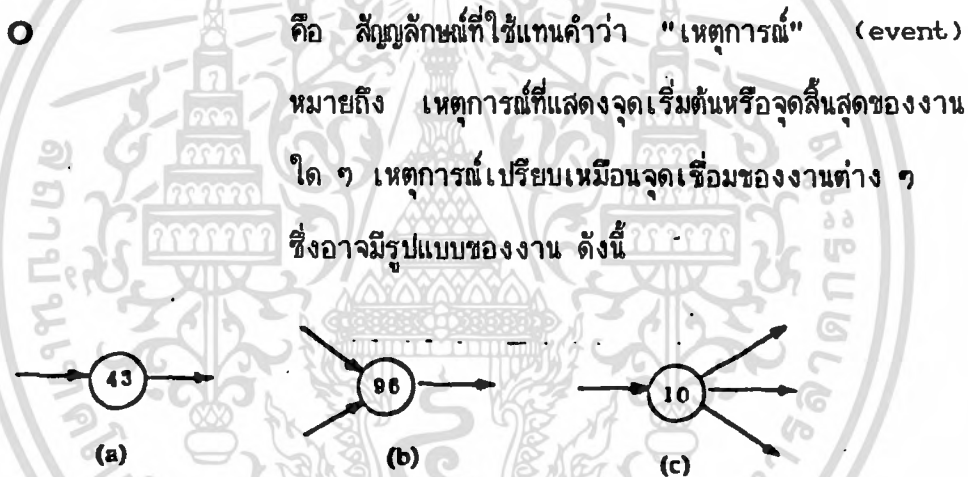 O คือ สัญญลักษณ์ที่ใช้แทนคำว่า "เหตุการณ์" (event)
หมายถึง เหตุการณ์ที่แสดงจุดเริ่มต้นหรือจุดสิ้นสุดของงาน
ใด ๆ เหตุการณ์เปรียบเหมือนจุดเชื่อมของงานต่าง ๆ
ซึ่งอาจมีรูปแบบของงาน ดังนี้
43 96 10
(a) (b) (c)